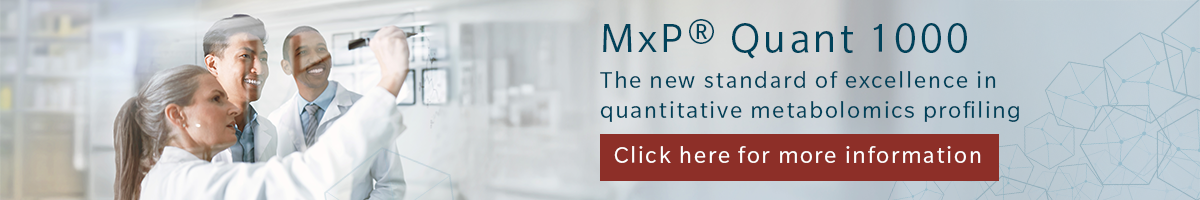 MxP® Quant 1000
The new standard of excellence in
quantitative metabolomics profiling
Click here for more information